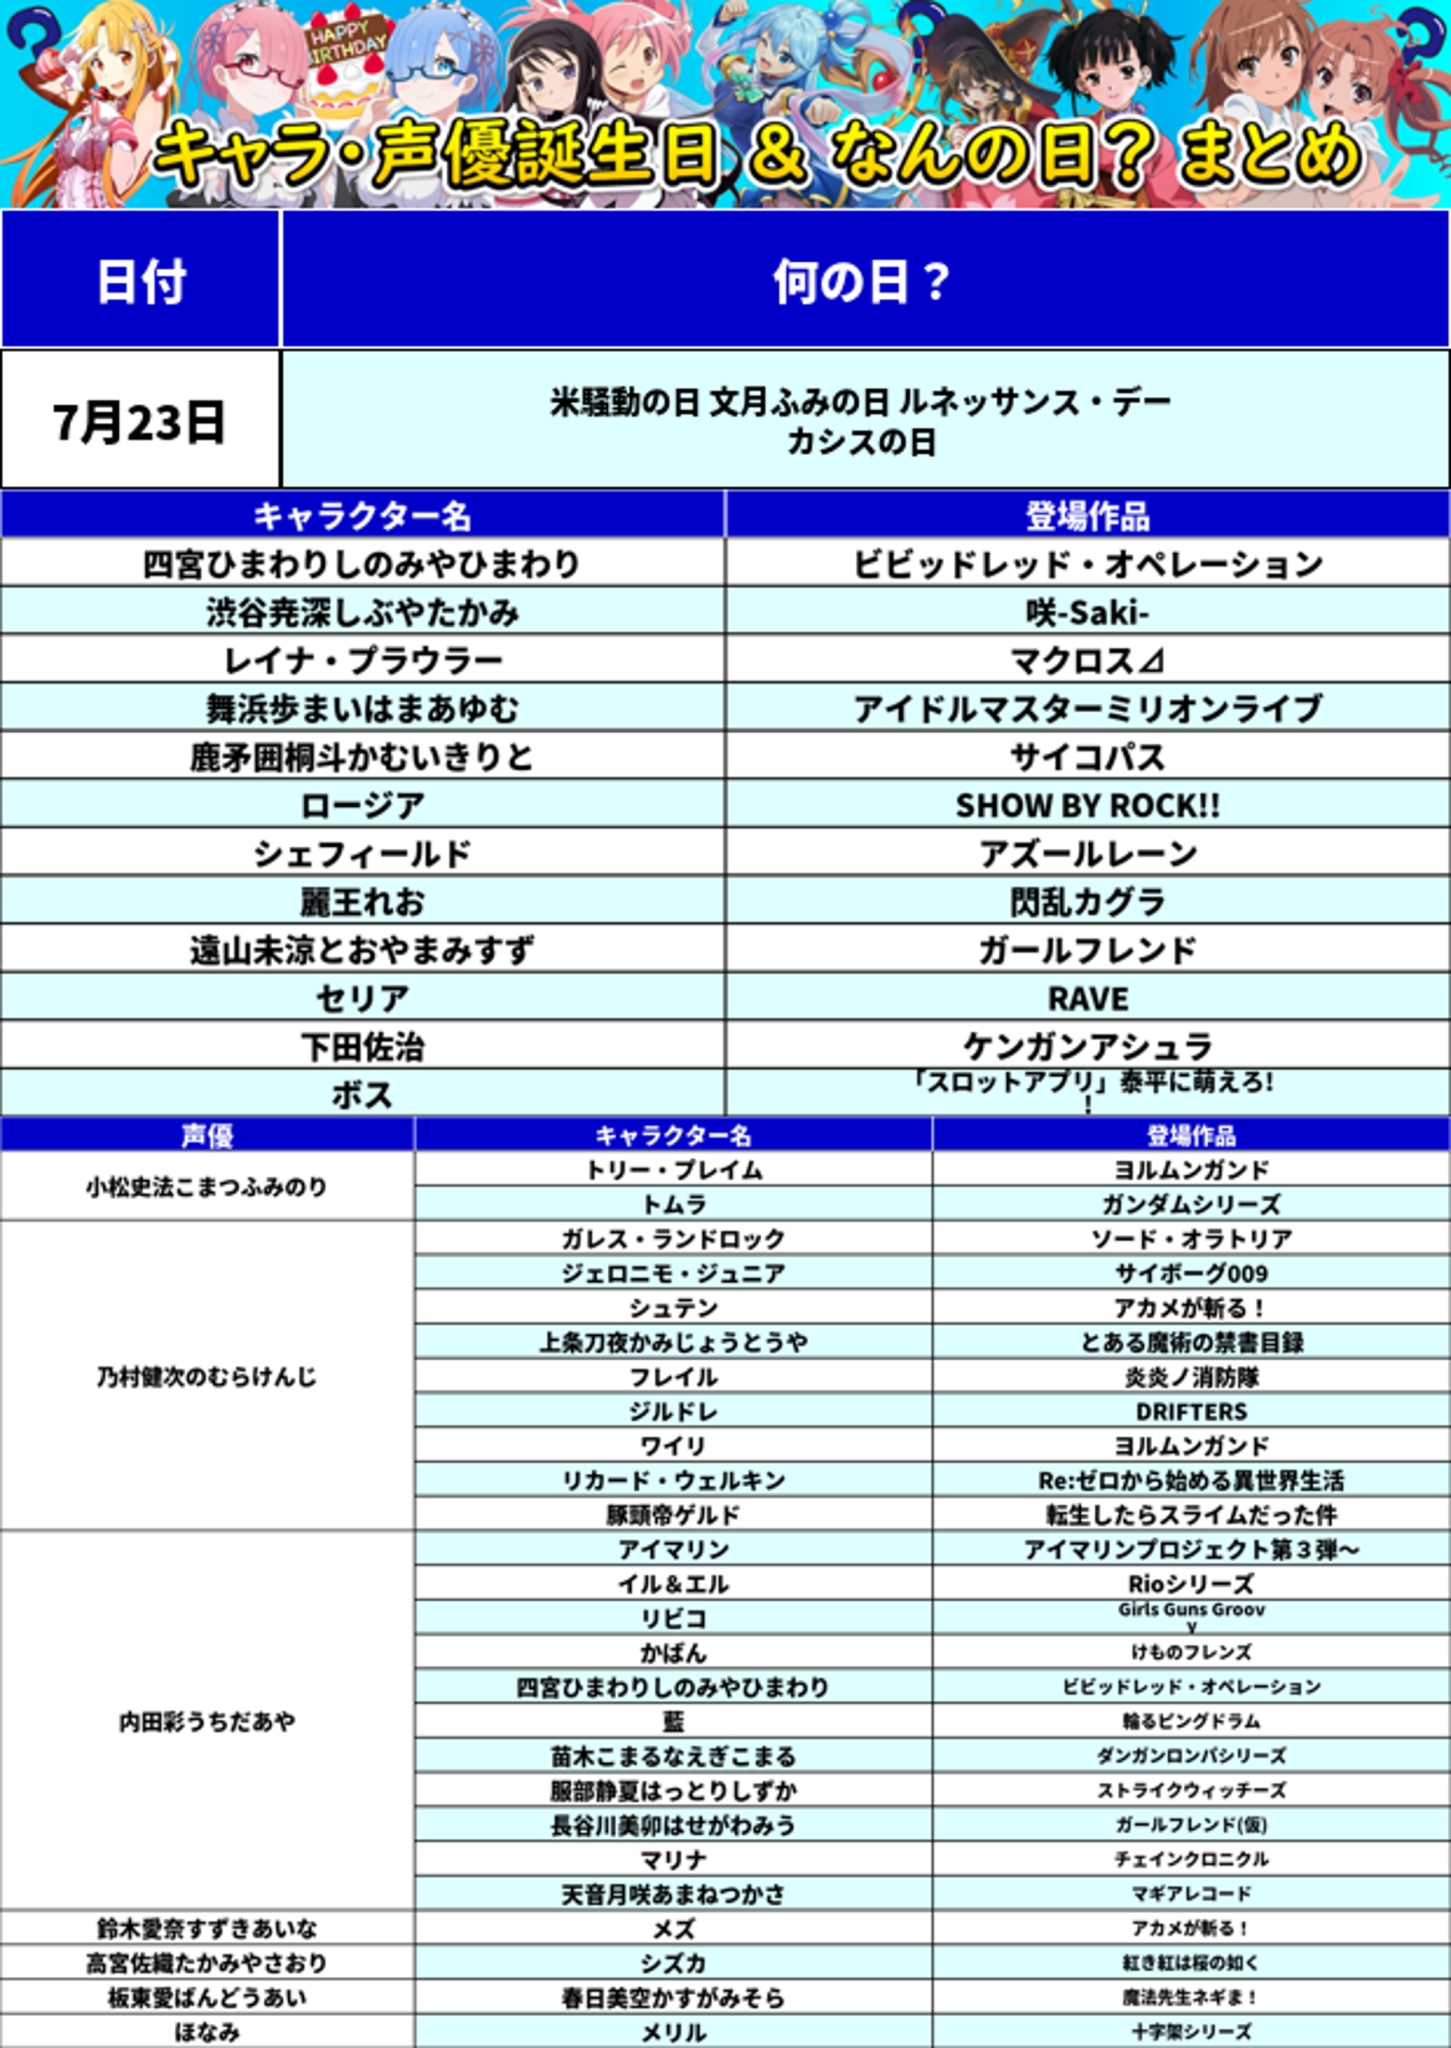 HAPPY
BIRTHDAY
キャラ・声優誕生日 & なんの日? まとめ
日付 何の日?
7月23日 米騒動の日 文月ふみの日 ルネッサンス・デー
カシスの日
キャラクター名 登場作品
四宮ひまわりしのみやひまわり ビビッドレッド・オペレーション
渋谷尭深しぶやたかみ 咲-Saki-
レイナ・プラウラー マクロス⊿
舞浜歩まいはまあゆむ アイドルマスターミリオンライブ
鹿矛囲桐斗かむいきりと サイコパス
ロージア SHOW BY ROCK!!
シェフィールド アズールレーン
麗王れお 閃乱カグラ
遠山未涼とおやまみすず ガールフレンド
セリア RAVE
下田佐治 ケンガンアシュラ
ボス 「スロットアプリ」泰平に萌えろ!
!
声優 キャラクター名 登場作品
小松史法こまつふみのり トリー・プレイム ヨルムンガンド
トムラ ガンダムシリーズ
乃村健次のむらけんじ ガレス・ランドロック ソード・オラトリア
ジェロニモ・ジュニア サイボーグ009
シュテン アカメが斬る!
上条刀夜かみじょうとうや とある魔術の禁書目録
フレイル 炎炎ノ消防隊
ジルドレ DRIFTERS
ワイリ ヨルムンガンド
リカード・ウェルキン Re:ゼロから始める異世界生活
豚頭帝ゲルド 転生したらスライムだった件
内田彩うちだあや アイマリン アイマリンプロジェクト第3弾～
イル&エル Rioシリーズ
リビコ Girls Guns Groov
y
かばん けものフレンズ
四宮ひまわりしのみやひまわり ビビッドレッド・オペレーション
藍 輪るピングドラム
苗木こまるなえぎこまる ダンガンロンパシリーズ
服部静夏はっとりしずか ストライクウィッチーズ
長谷川美卯はせがわみう ガールフレンド(仮)
マリナ チェインクロニクル
天音月咲あまねつかさ マギアレコード
鈴木愛奈すずきあいな メズ アカメが斬る!
高宮佐織たかみやさおり シズカ 紅き紅は桜の如く
板東愛ばんどうあい 春日美空かすがみそら 魔法先生ネギま!
ほなみ メリル 十字架シリーズ